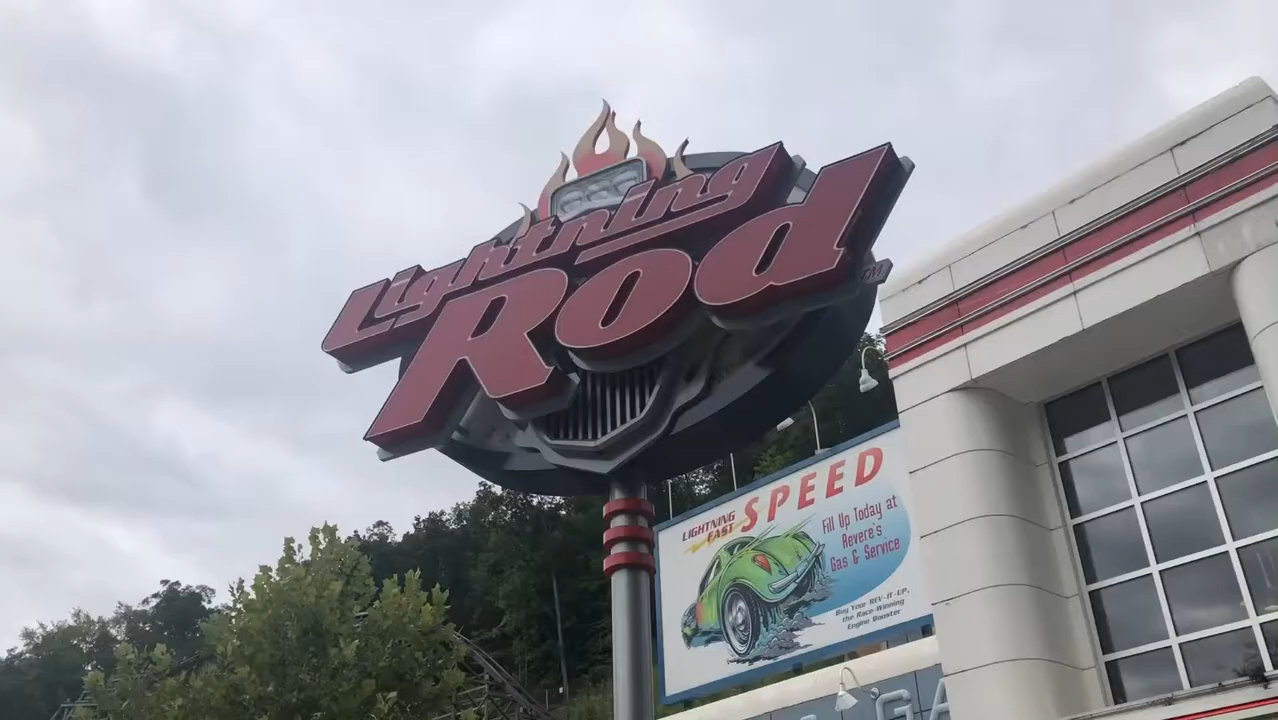 Lightning
Rod
TM
LIGHTNING
FAST
SPEED
Fill Up Today at
Revere's
Gas & Service
Buy Your REV-IT-UP,
the Race-Winning
Engine Booster
GA